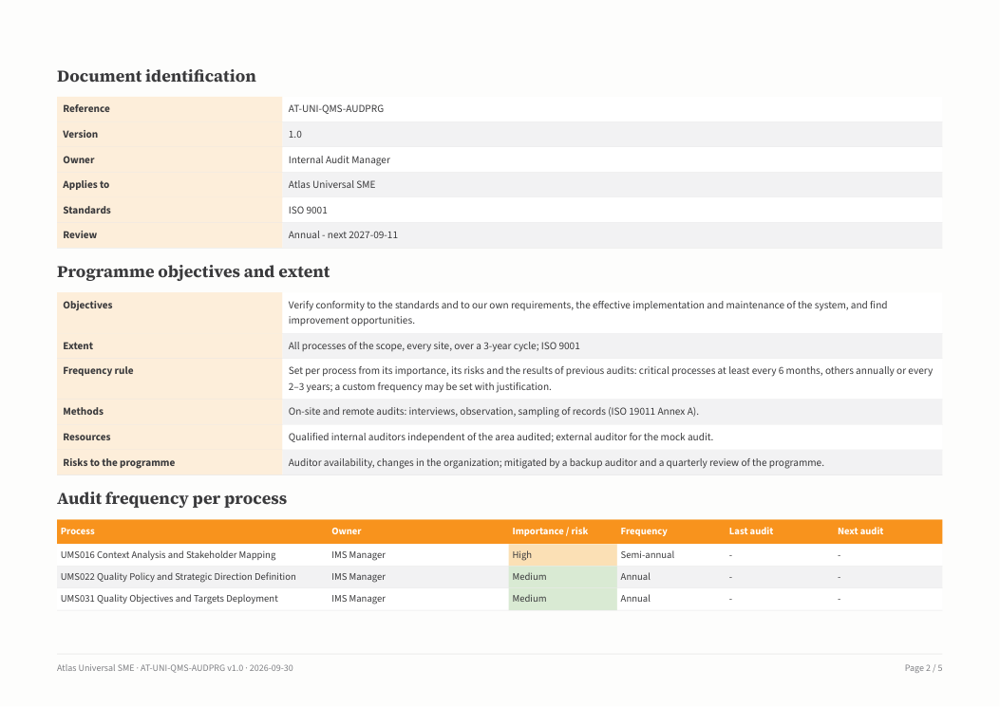 Document identification
Reference AT-UNI-QMS-AUDPRG
Version 1.0
Owner Internal Audit Manager
Applies to Atlas Universal SME
Standards ISO 9001
Review Annual - next 2027-09-11
Programme objectives and extent
Objectives Verify conformity to the standards and to our own requirements, the effective implementation and maintenance of the system, and find
improvement opportunities.
Extent All processes of the scope, every site, over a 3-year cycle; ISO 9001
Frequency rule Set per process from its importance, its risks and the results of previous audits: critical processes at least every 6 months, others annually or every
2–3 years; a custom frequency may be set with justification.
Methods On-site and remote audits: interviews, observation, sampling of records (ISO 19011 Annex A).
Resources Qualified internal auditors independent of the area audited; external auditor for the mock audit.
Risks to the programme Auditor availability, changes in the organization; mitigated by a backup auditor and a quarterly review of the programme.
Audit frequency per process
Process Owner Importance / risk Frequency Last audit Next audit
UMS016 Context Analysis and Stakeholder Mapping IMS Manager High Semi-annual - -
UMS022 Quality Policy and Strategic Direction Definition IMS Manager Medium Annual - -
UMS031 Quality Objectives and Targets Deployment IMS Manager Medium Annual - -
Atlas Universal SME · AT-UNI-QMS-AUDPRG v1.0 · 2026-09-30 Page 2 / 5